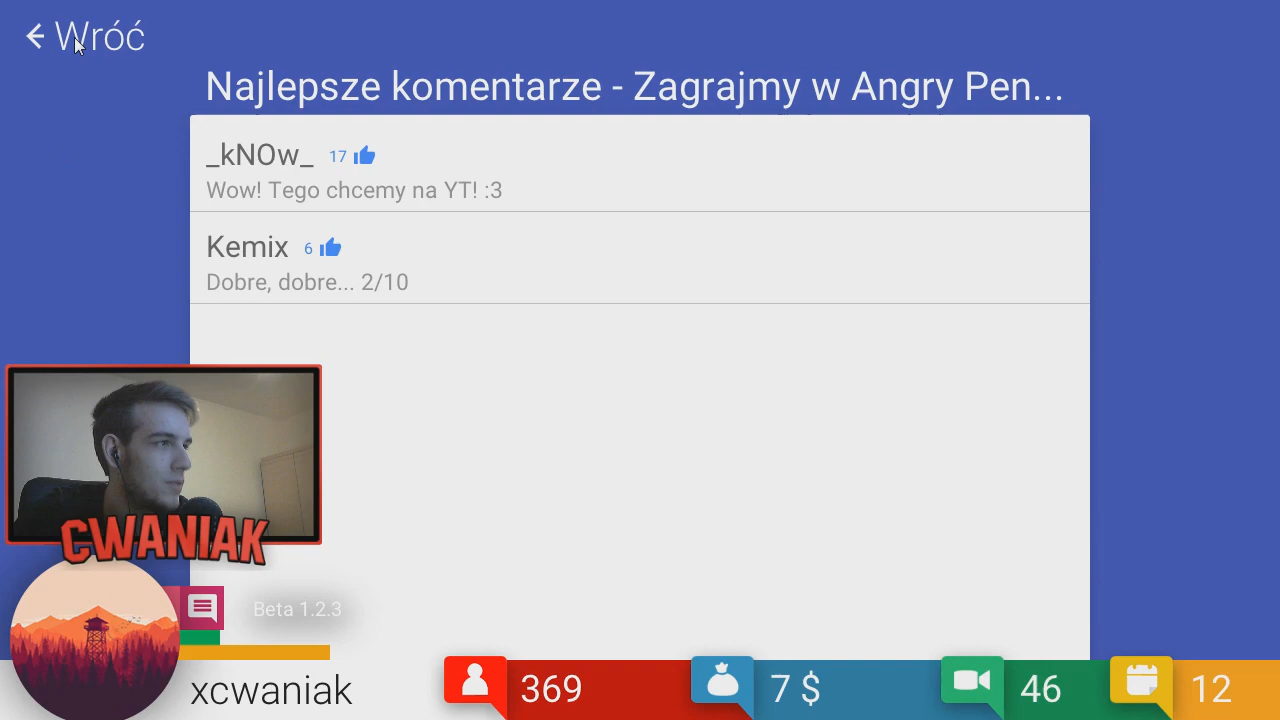 Wróć
Najlepsze komentarze - Zagrajmy w Angry Pen...
_kNOw_ 17
Wow! Tego chcemy na YT! :3
Kemix 6
Dobre, dobre... 2/10
CWANIAK
Beta 1.2.3
xcwaniak 369 7 $ 46 12